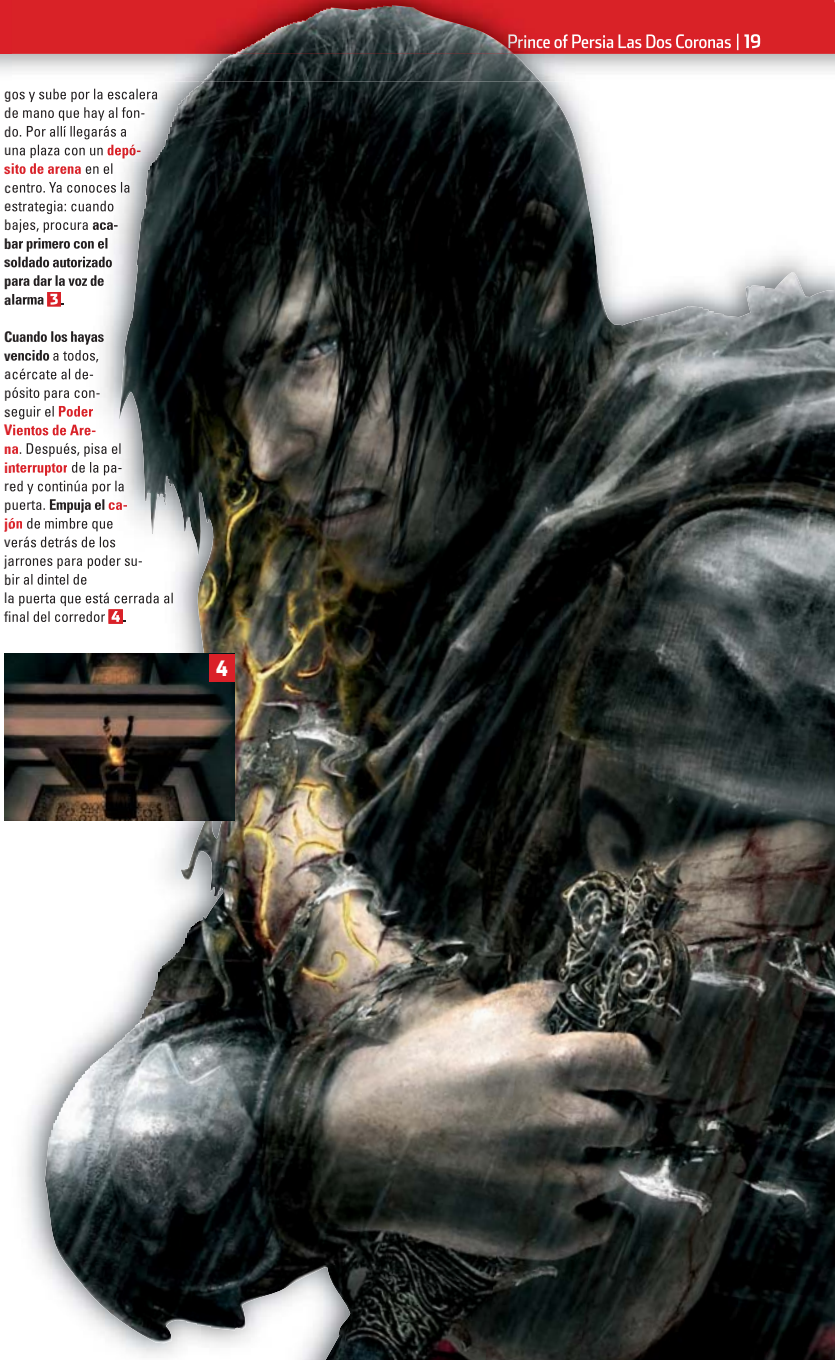 Prince of Persia Las Dos Coronas | 19
gos y sube por la escalera
de mano que hay al fon-
do. Por allí llegarás a
una plaza con un depó-
sito de arena en el
centro. Ya conoces la
estrategia: cuando
bajes, procura aca-
bar primero con el
soldado autorizado
para dar la voz de
alarma 3.
Cuando los hayas
vencido a todos,
acércate al de-
pósito para con-
seguir el Poder
Vientos de Are-
na. Después, pisa el
interruptor de la pa-
red y continúa por la
puerta. Empuja el ca-
jón de mimbre que
verás detrás de los
jarrones para poder su-
bir al dintel de
la puerta que está cerrada al
final del corredor 4.
4